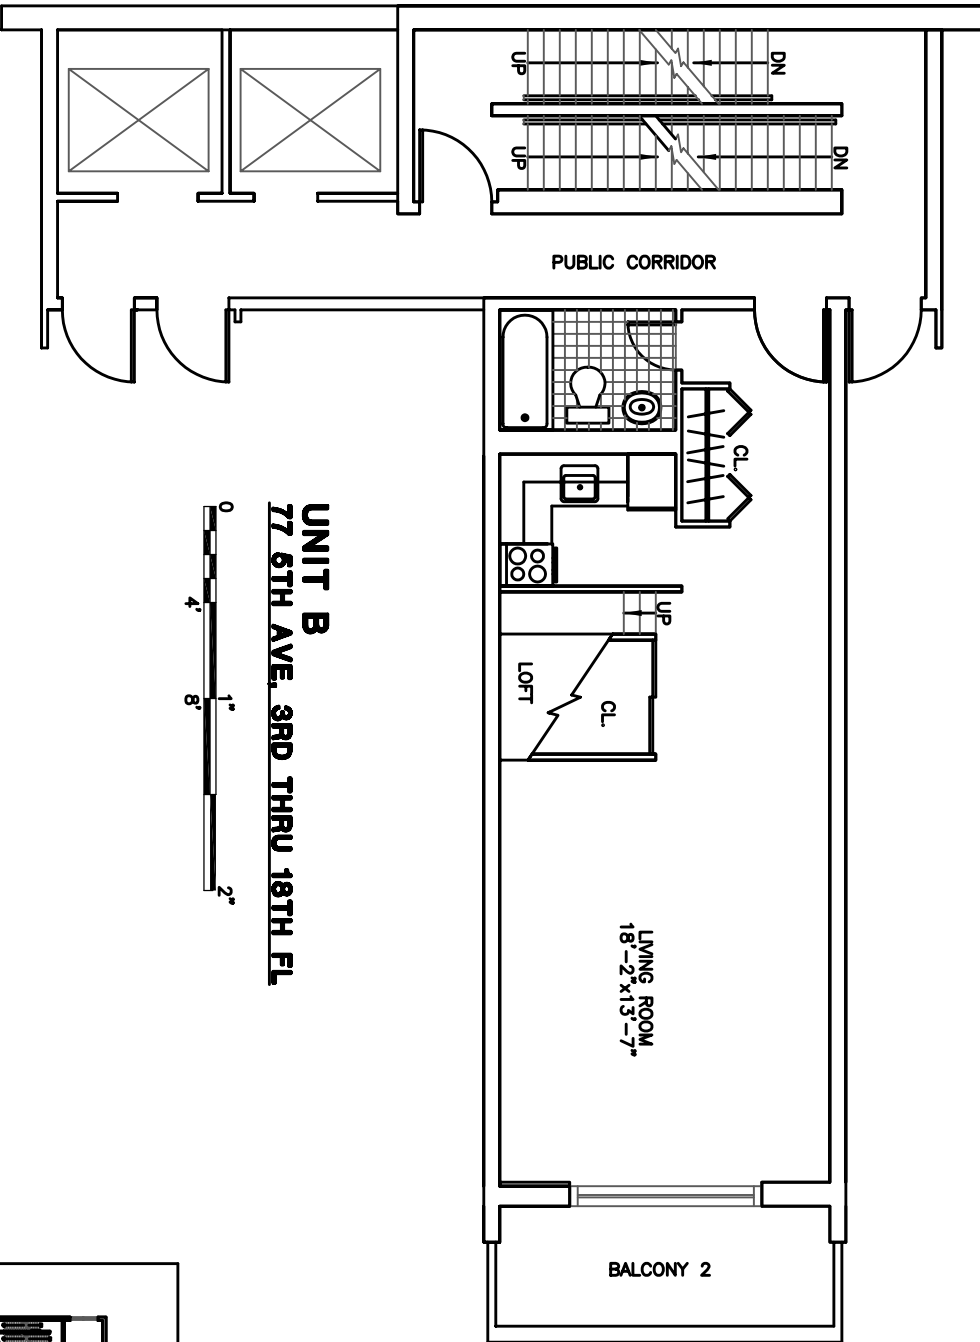 UP
DN
UP
DN
PUBLIC CORRIDOR
CL.
UP
LOFT
CL.
UNIT B
77 5TH AVE, 3RD THRU 18TH FL
0
4'
1"
8'
2"
LIVING ROOM
18'-2"x13'-7"
BALCONY 2